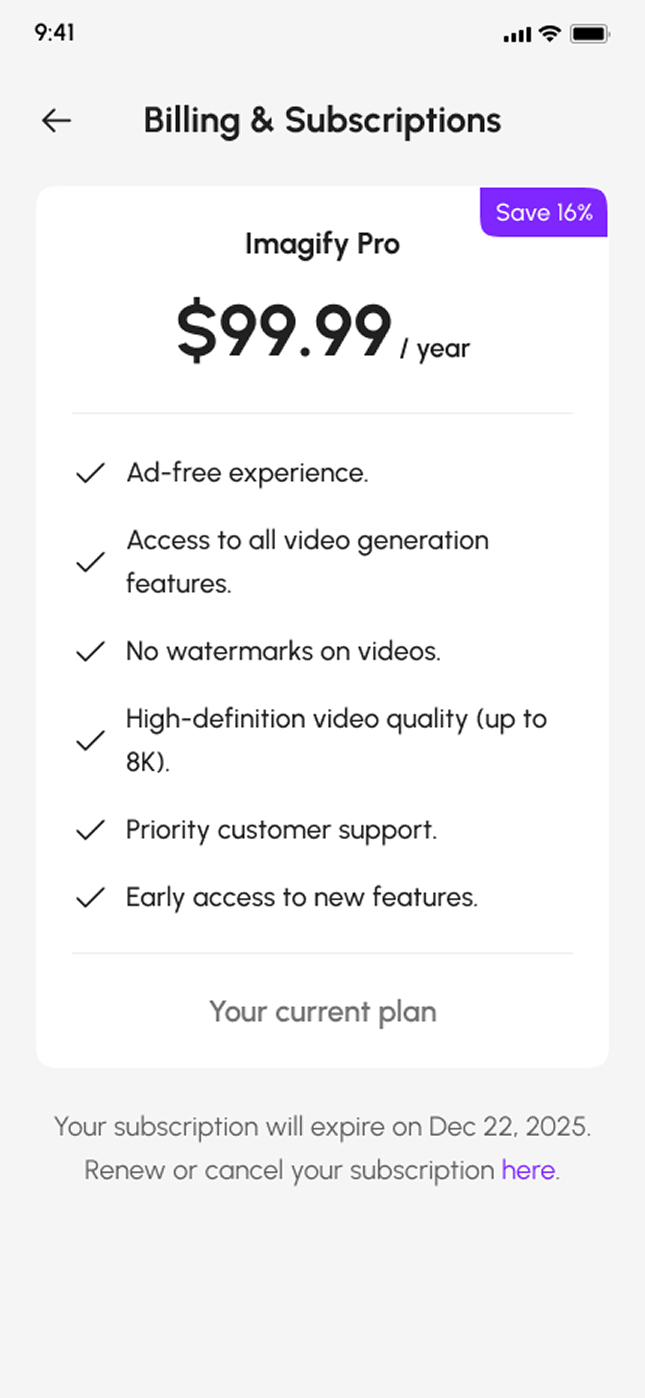 9:41
Billing & Subscriptions
Save 16%
Imagify Pro
$99.99 / year
Ad-free experience.
Access to all video generation
features.
No watermarks on videos.
High-definition video quality (up to
8K).
Priority customer support.
Early access to new features.
Your current plan
Your subscription will expire on Dec 22, 2025.
Renew or cancel your subscription here.